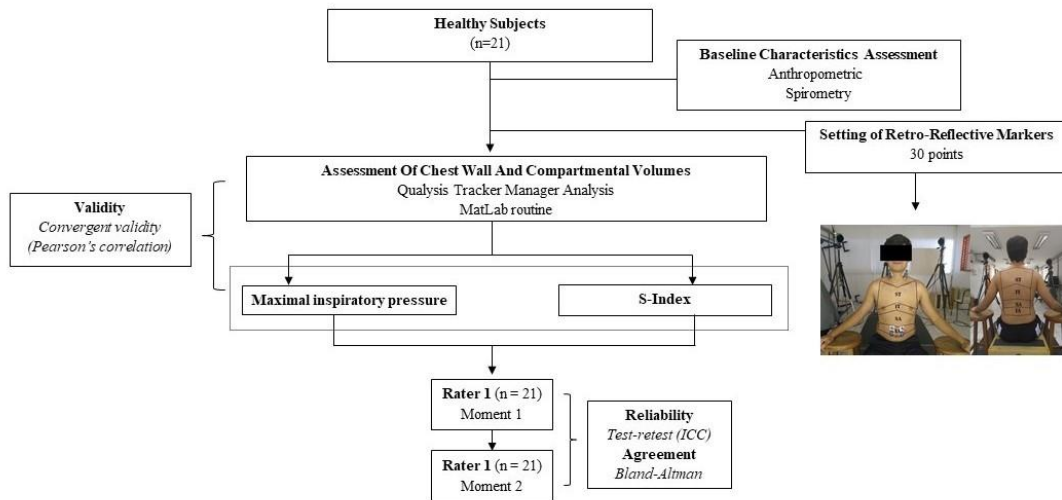 Healthy Subjects
(n=21)
Baseline Characteristics Assessment
Anthropometric
Spirometry
Setting of Retro-Reflective Markers
30 points
Assessment Of Chest Wall And Compartmental Volumes
Qualysis Tracker Manager Analysis
MatLab routine
Validity
Convergent validity
(Pearson's correlation)
Maximal inspiratory pressure
S-Index
Rater 1 (n = 21)
Moment 1
Reliability
Test-retest (ICC)
Agreement
Bland-Altman
Rater 1 (n = 21)
Moment 2